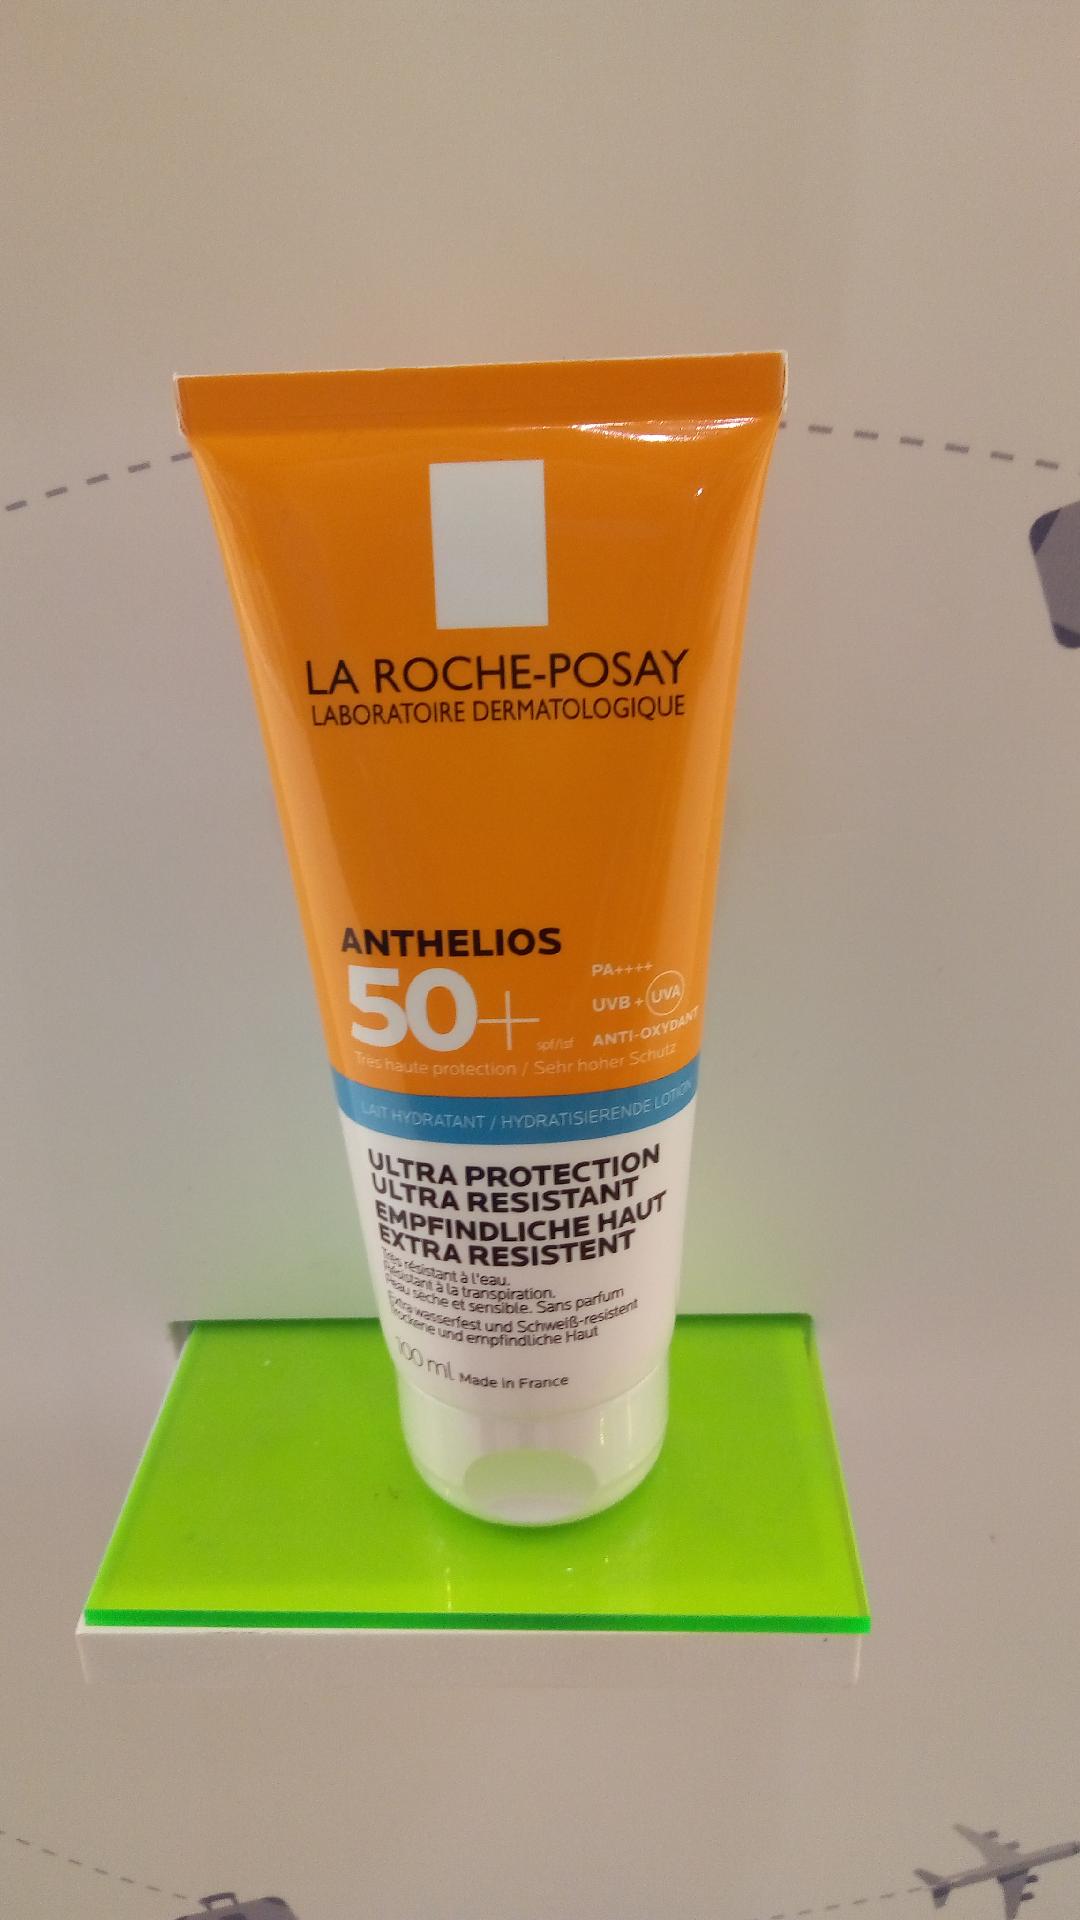 LA ROCHE-POSAY
LABORATOIRE DERMATOLOGIQUE
ANTHELIOS
50+
spf/lsf
PA++++
UVB + UVA
ANTI-OXYDANT
Très haute protection / Sehr hoher Schutz
LAIT HYDRATANT / HYDRATISIERENDE LOTION
ULTRA PROTECTION
ULTRA RESISTANT
EMPFINDLICHE HAUT
EXTRA RESISTENT
Très résistant à l'eau.
Résistant à la transpiration.
Peau sèche et sensible. Sans parfum
Extra wasserfest und Schweiß-resistent
Trockene und empfindliche Haut
100 ml Made in France